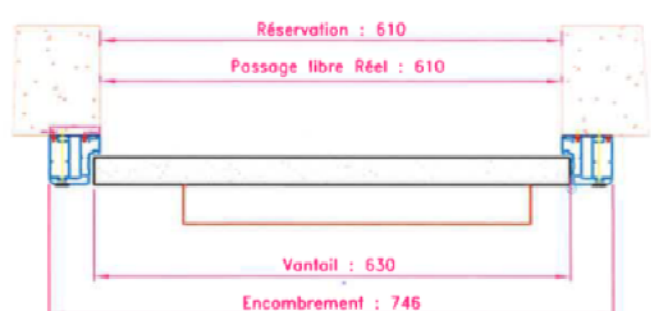 Réservation : 610
Passage libre Réel : 610
Vantail : 630
Encombrement : 746